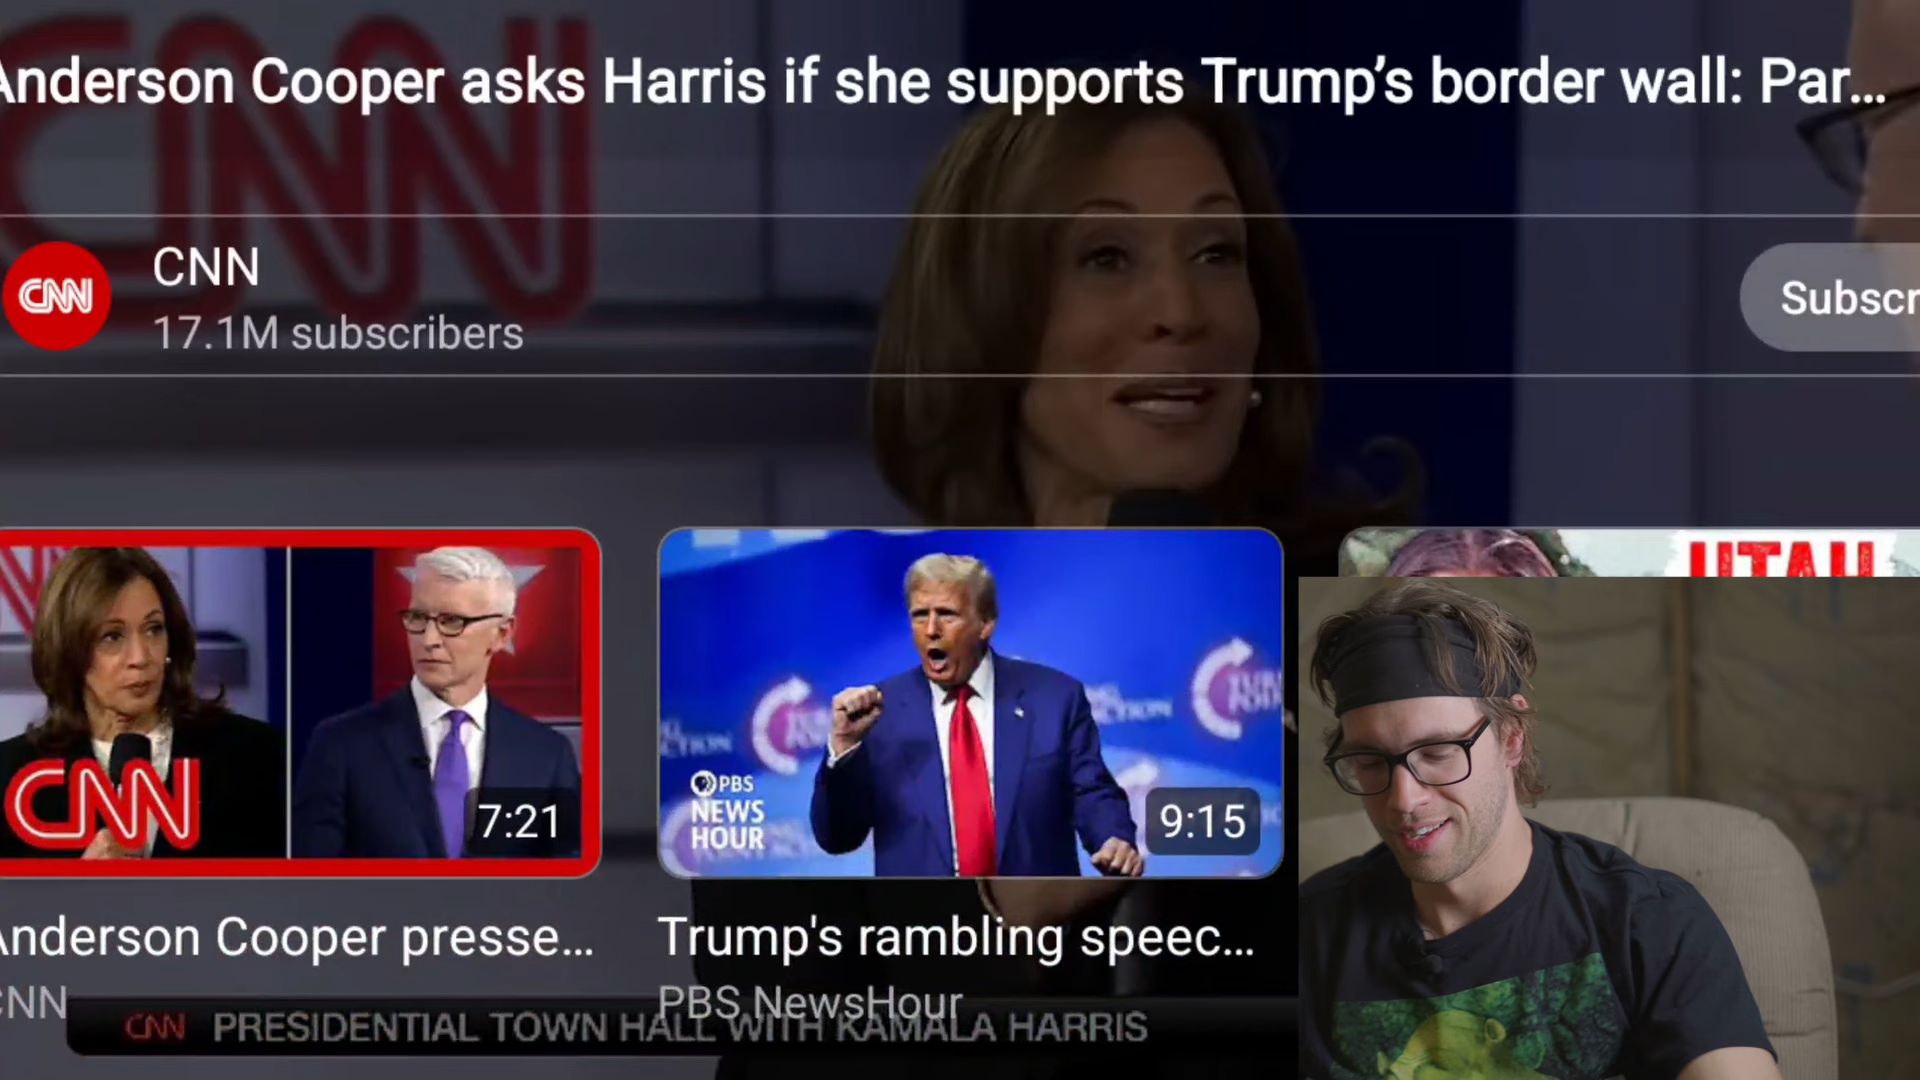 Anderson Cooper asks Harris if she supports Trump's border wall: Par...
CNN
CNN
17.1M subscribers
Subscr
UTAH
CNN
7:21
PBS
NEWS
HOUR
9:15
Anderson Cooper presse...
Trump's rambling speec...
CNN
PBS NewsHour
CNN PRESIDENTIAL TOWN HALL WITH KAMALA HARRIS